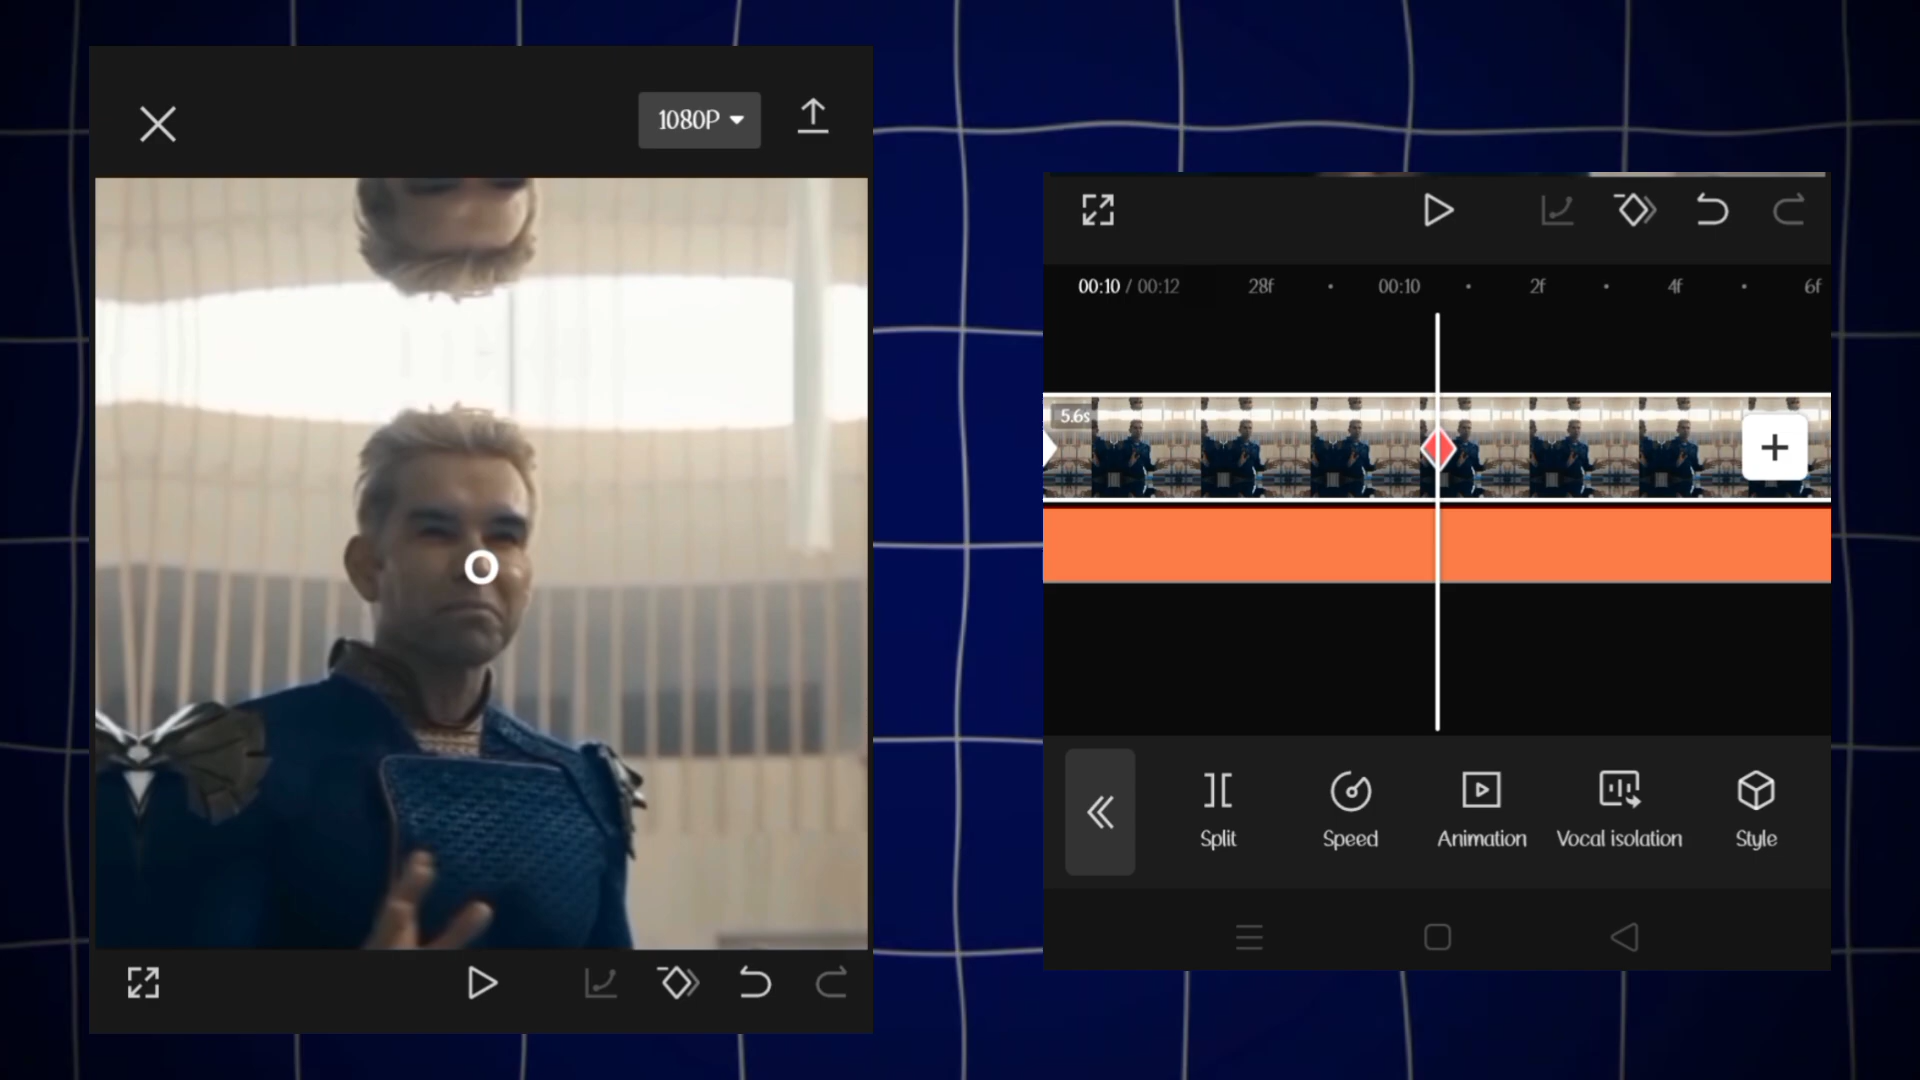 1080P
00:10 / 00:12 28f 00:10 2f 4f 6f
5.6s
Split Speed Animation Vocal isolation Style